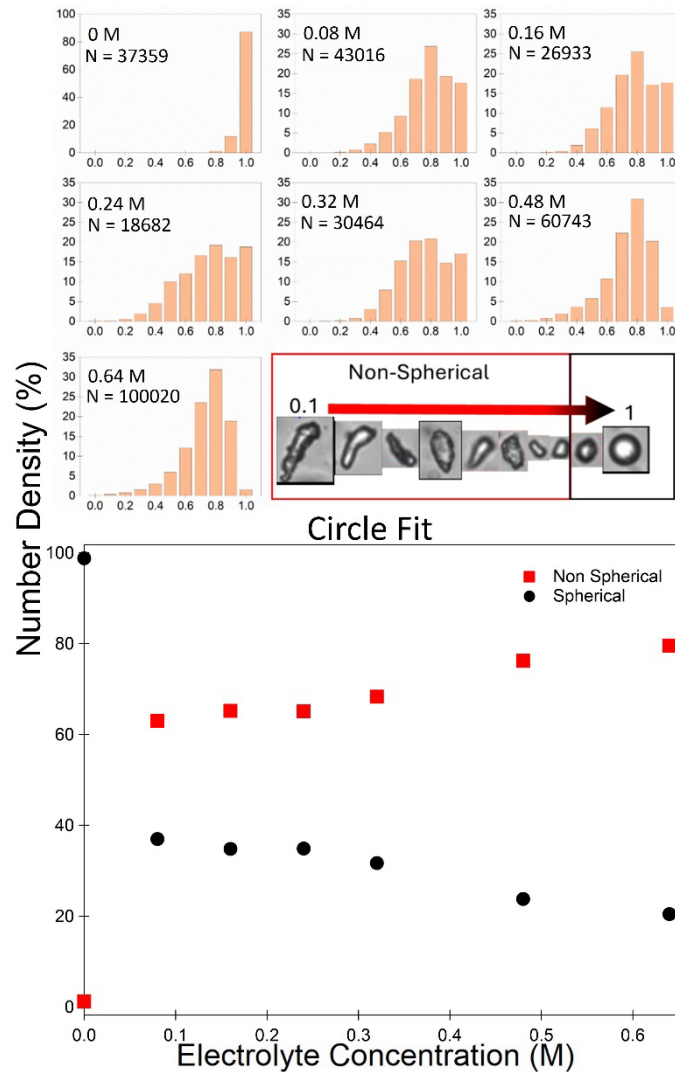 0 M
N = 37359
100
80
60
40
20
0
0.0 0.2 0.4 0.6 0.8 1.0
0.08 M
N = 43016
35
30
25
20
15
10
5
0
0.0 0.2 0.4 0.6 0.8 1.0
0.16 M
N = 26933
35
30
25
20
15
10
5
0
0.0 0.2 0.4 0.6 0.8 1.0
0.24 M
N = 18682
35
30
25
20
15
10
5
0
0.0 0.2 0.4 0.6 0.8 1.0
0.32 M
N = 30464
35
30
25
20
15
10
5
0
0.0 0.2 0.4 0.6 0.8 1.0
0.48 M
N = 60743
35
30
25
20
15
10
5
0
0.0 0.2 0.4 0.6 0.8 1.0
0.64 M
N = 100020
35
30
25
20
15
10
5
0
0.0 0.2 0.4 0.6 0.8 1.0
Non-Spherical
0.1 1
Circle Fit
Number Density (%)
100
80
60
40
20
0
Non Spherical
Spherical
0.0 0.1 0.2 0.3 0.4 0.5 0.6
Electrolyte Concentration (M)